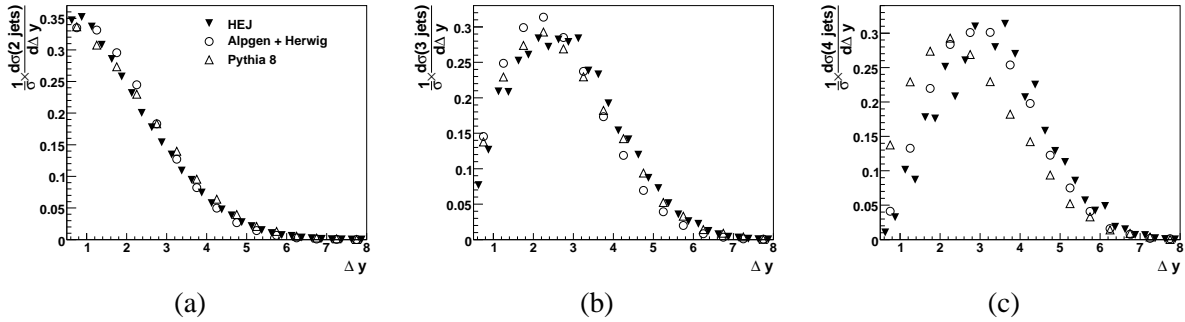 1/σ × dσ(2 jets)/dΔy
0.35
0.3
0.25
0.2
0.15
0.1
0.05
0
HEJ
Alpgen + Herwig
Pythia 8
1 2 3 4 5 6 7 8
Δ y
(a)
1/σ × dσ(3 jets)/dΔy
0.3
0.25
0.2
0.15
0.1
0.05
0
1 2 3 4 5 6 7 8
Δ y
(b)
1/σ × dσ(4 jets)/dΔy
0.3
0.25
0.2
0.15
0.1
0.05
0
1 2 3 4 5 6 7 8
Δ y
(c)